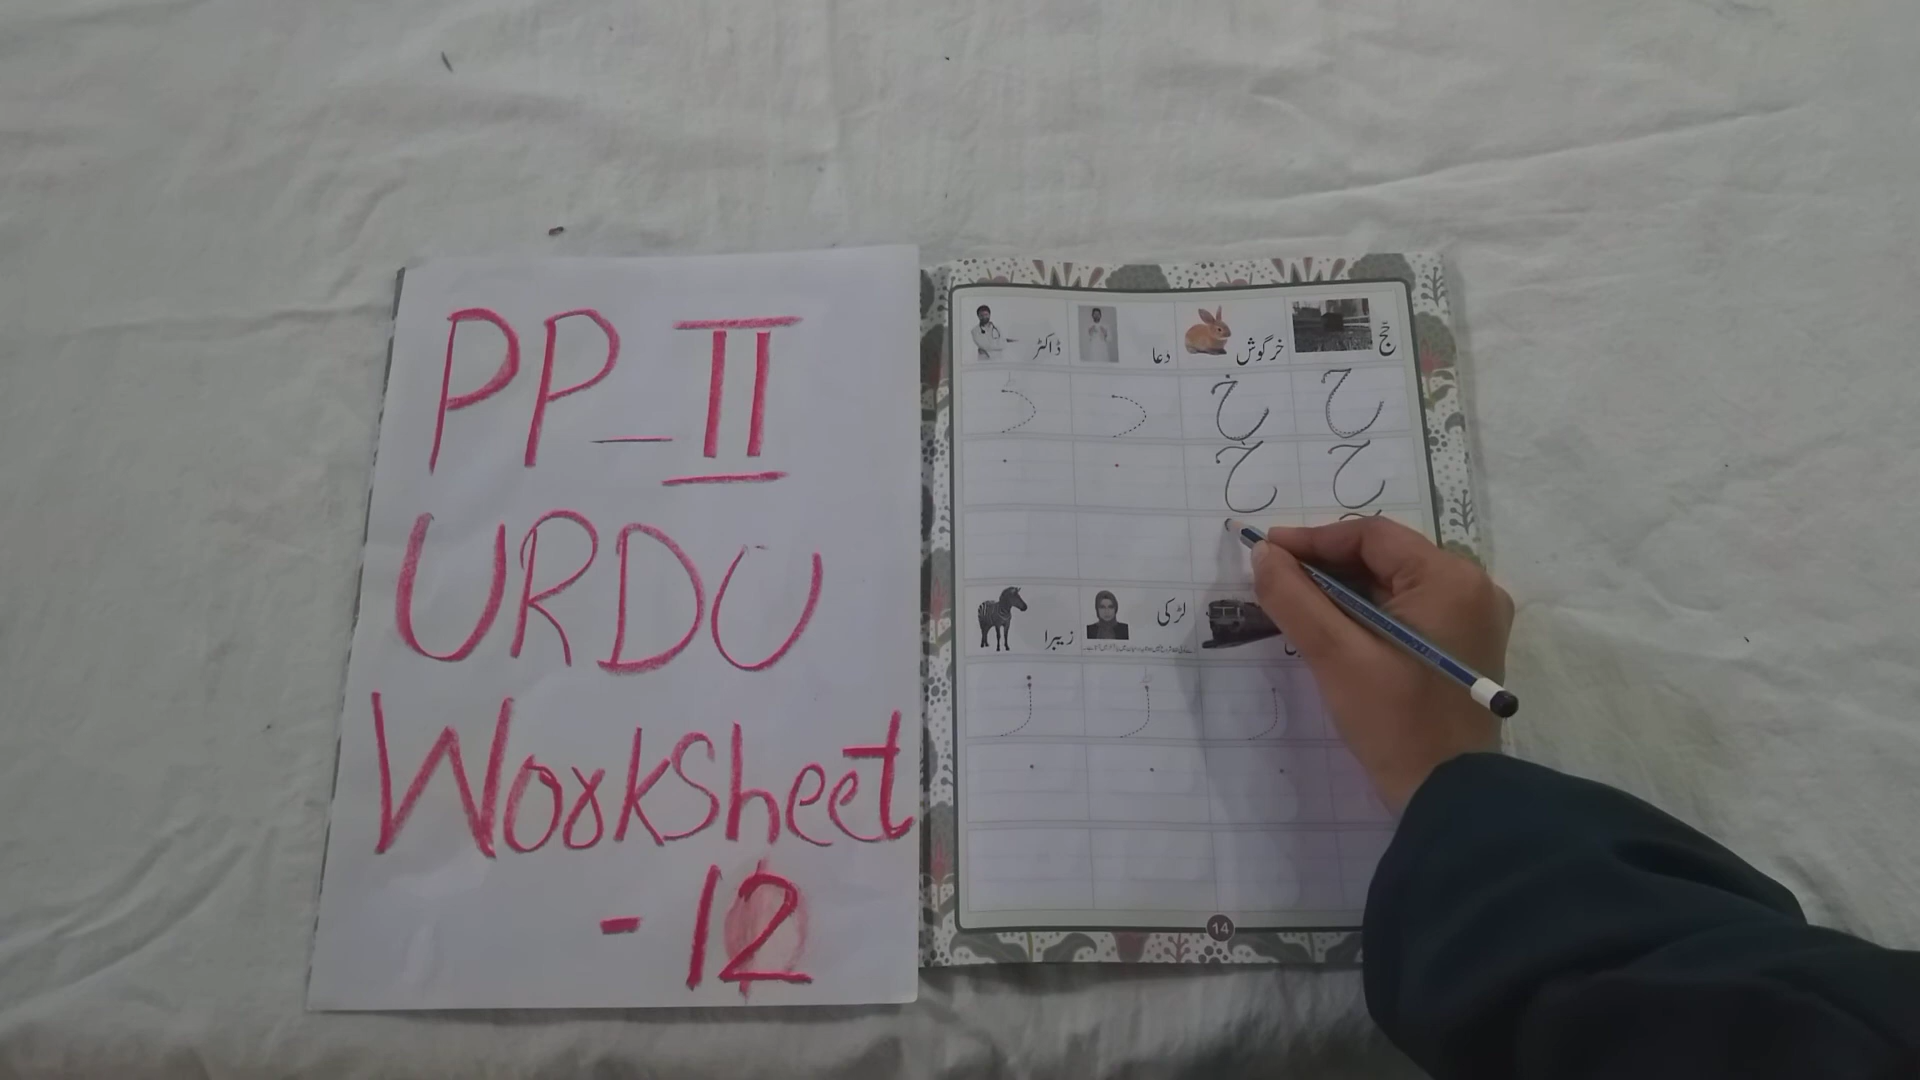 PP_II
URDU
Worksheet
- 12
حج خرگوش دعا ڈاکٹر
ح خ د ڈ
ح خ
لڑکی زیبرا
ر ڑ ز
14